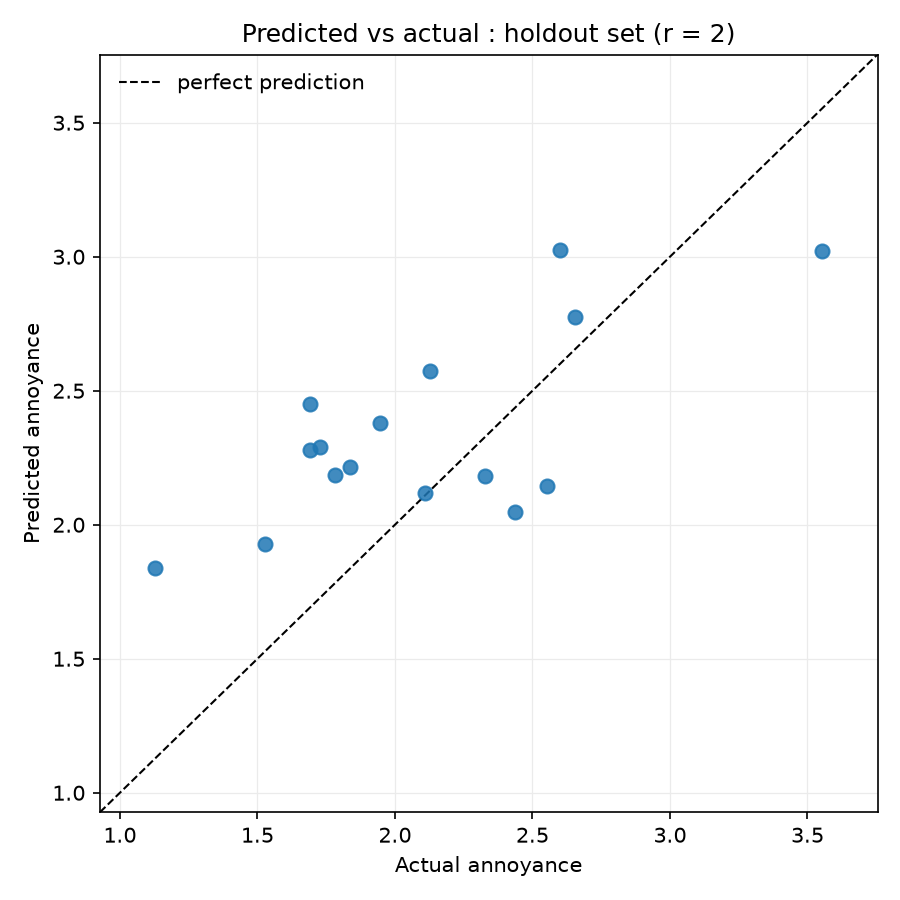 Predicted vs actual : holdout set (r = 2)
perfect prediction
3.5
3.0
2.5
2.0
1.5
1.0
Predicted annoyance
1.0 1.5 2.0 2.5 3.0 3.5
Actual annoyance